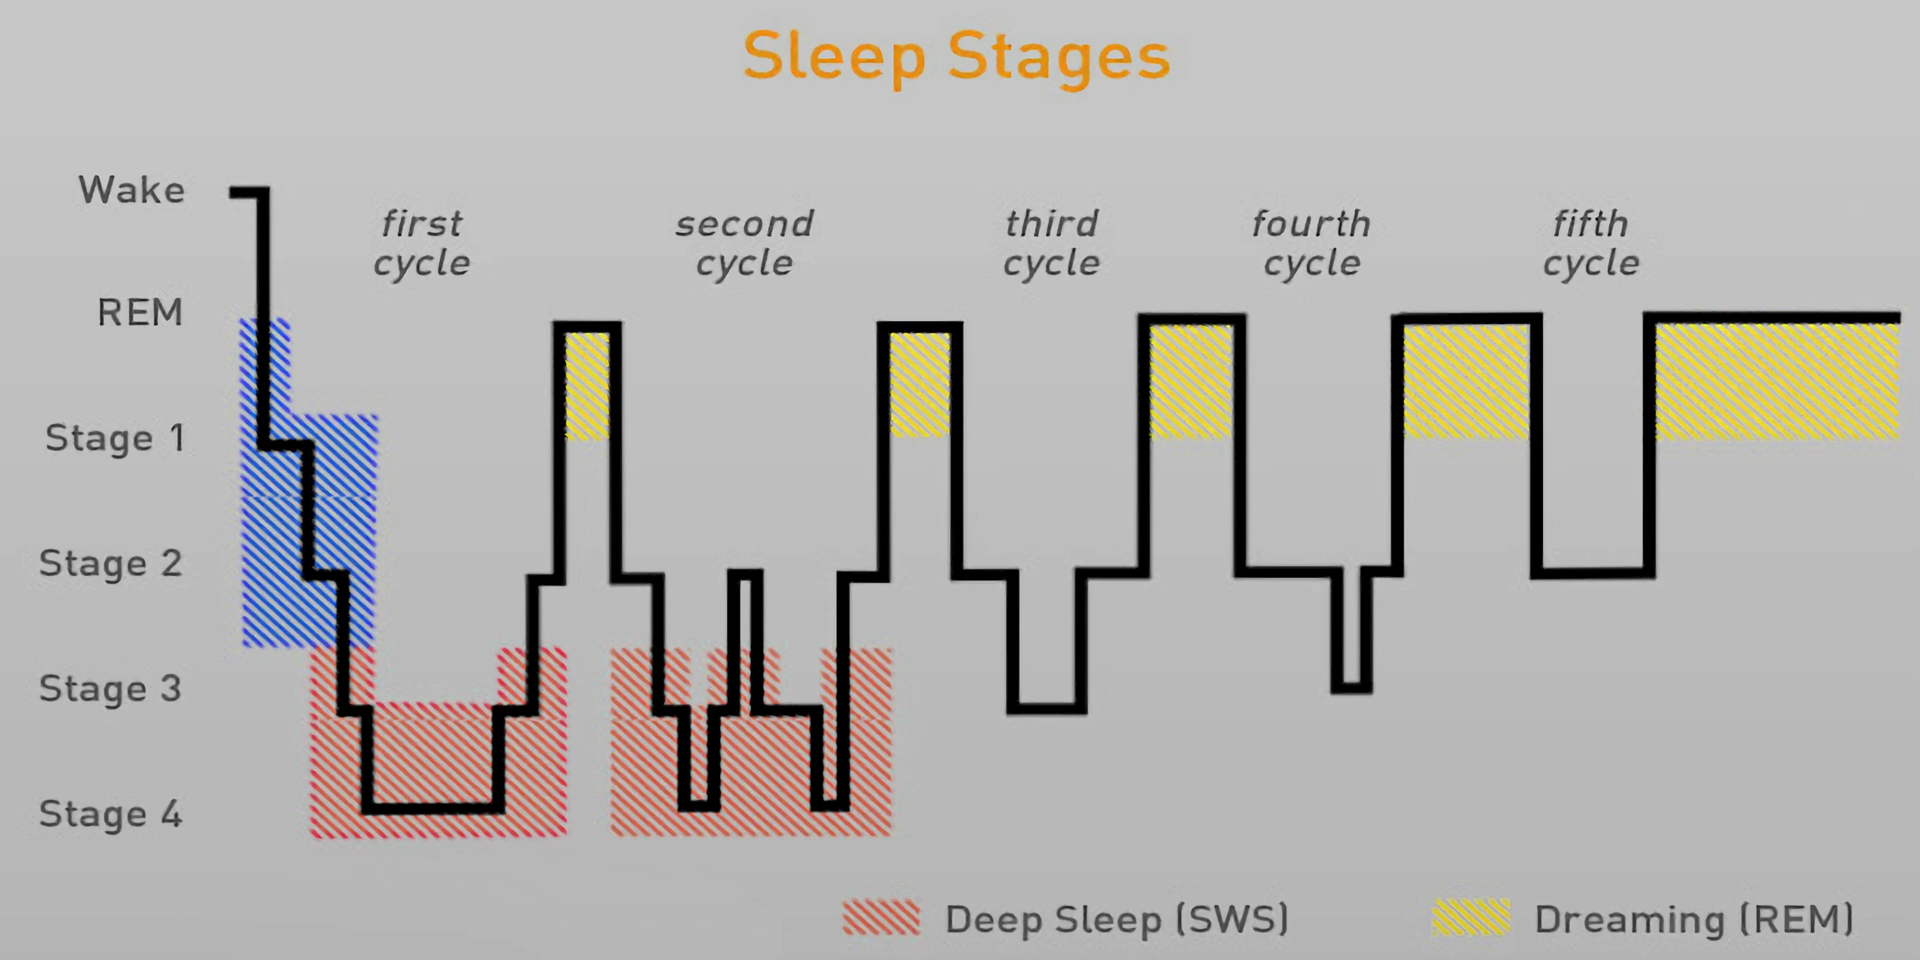 Sleep Stages
Wake
first
cycle
second
cycle
third
cycle
fourth
cycle
fifth
cycle
REM
Stage 1
Stage 2
Stage 3
Stage 4
Deep Sleep (SWS)
Dreaming (REM)